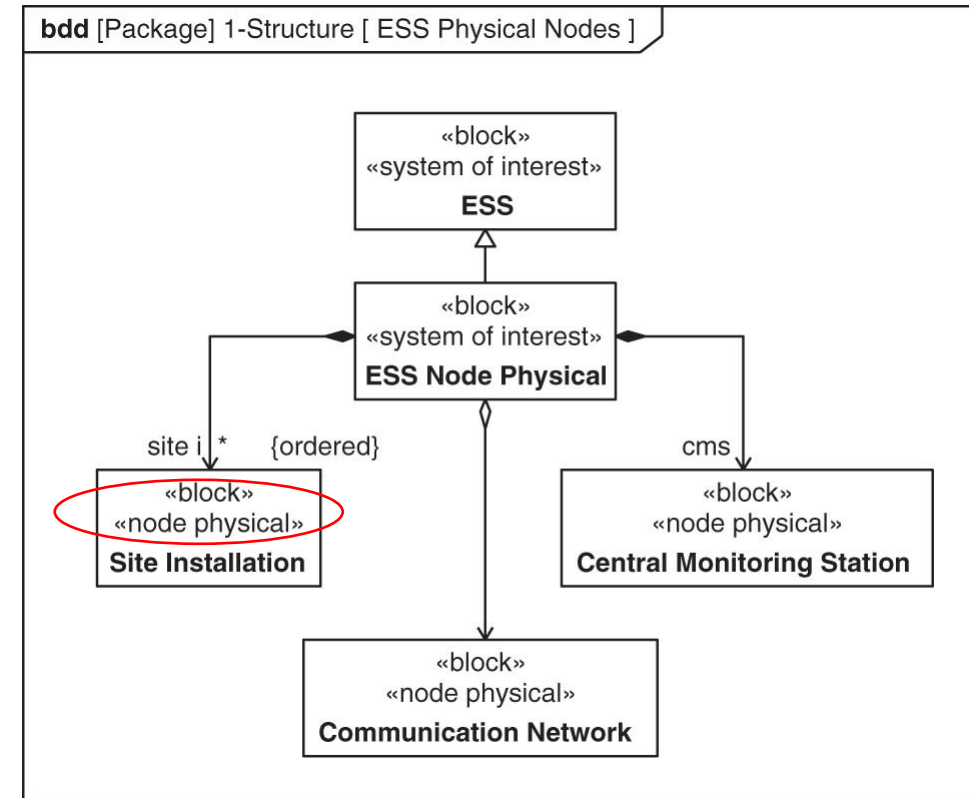 bdd [Package] 1-Structure [ ESS Physical Nodes ]
«block»
«system of interest»
ESS
«block»
«system of interest»
ESS Node Physical
site i * {ordered}
cms
«block»
«node physical»
Site Installation
«block»
«node physical»
Central Monitoring Station
«block»
«node physical»
Communication Network